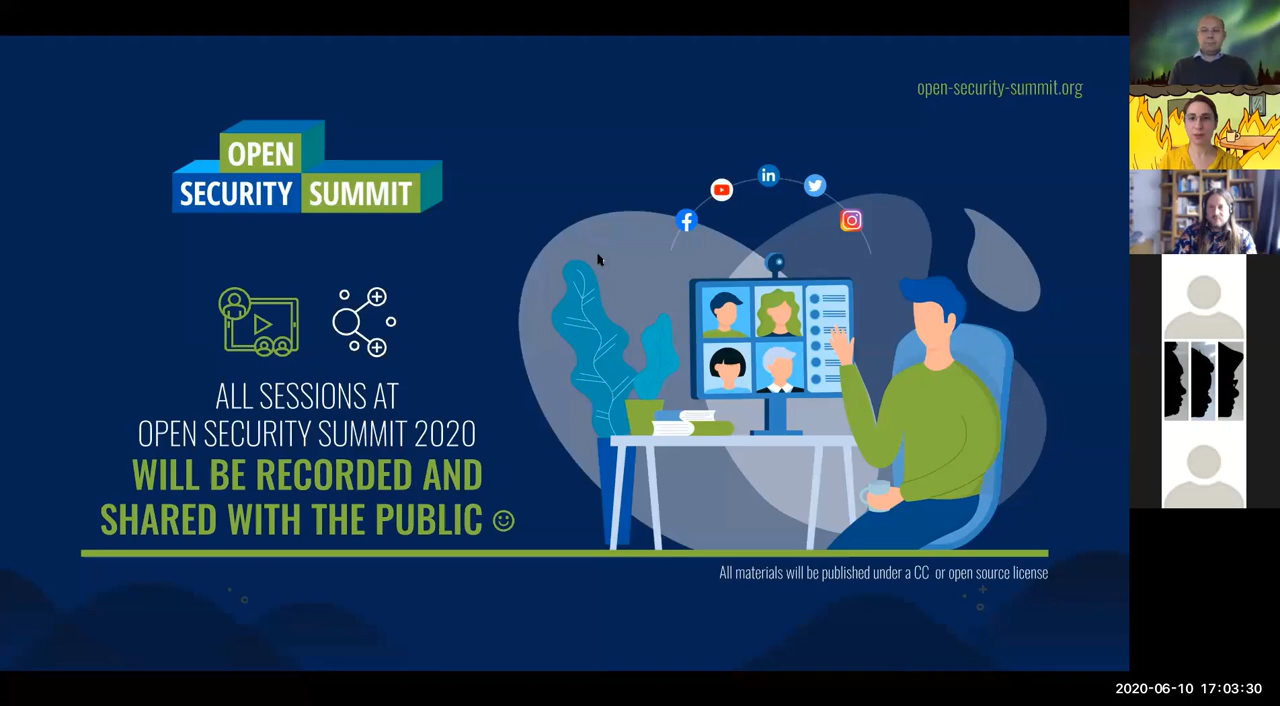 open-security-summit.org
OPEN
SECURITY SUMMIT
ALL SESSIONS AT
OPEN SECURITY SUMMIT 2020
WILL BE RECORDED AND
SHARED WITH THE PUBLIC
All materials will be published under a CC or open source license
2020-06-10 17:03:30